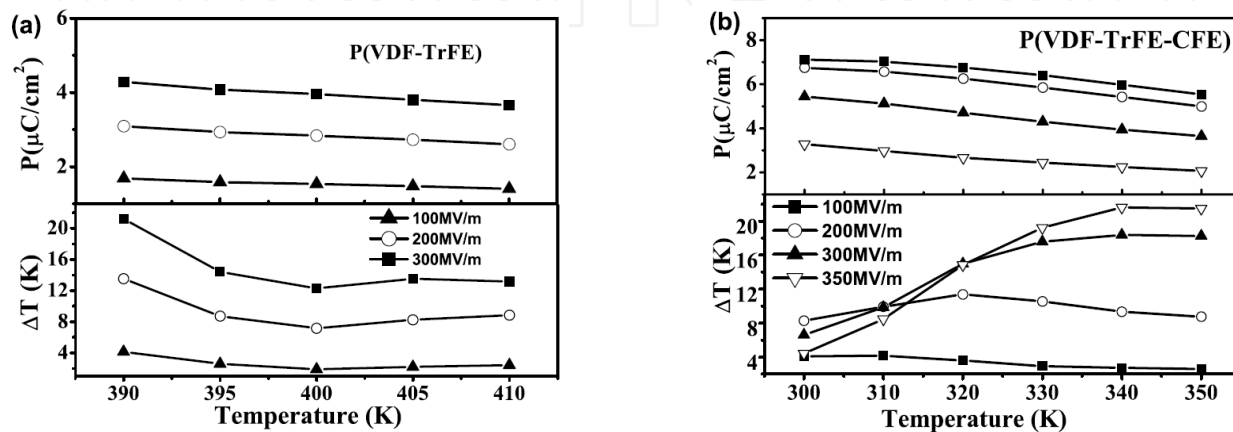 (a)
P(VDF-TrFE)
P(μC/cm²)
6
4
2
100MV/m
200MV/m
300MV/m
ΔT (K)
20
16
12
8
4
390 395 400 405 410
Temperature (K)
(b)
P(VDF-TrFE-CFE)
P(μC/cm²)
8
6
4
2
100MV/m
200MV/m
300MV/m
350MV/m
ΔT (K)
24
20
16
12
8
4
0
300 310 320 330 340 350
Temperature (K)